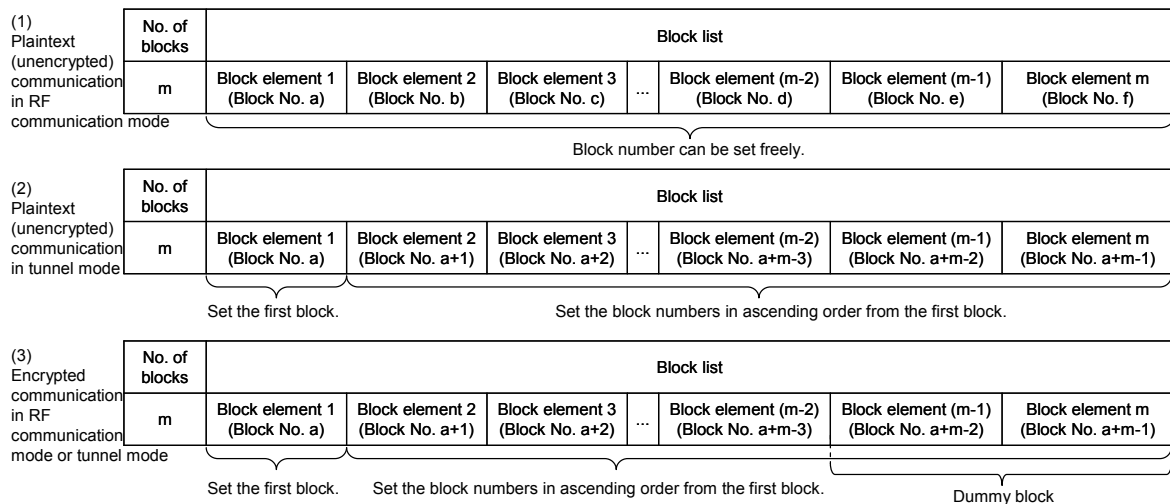 (1)
Plaintext
(unencrypted)
communication
in RF
communication mode
No. of
blocks
Block list
m
Block element 1
(Block No. a)
Block element 2
(Block No. b)
Block element 3
(Block No. c)
...
Block element (m-2)
(Block No. d)
Block element (m-1)
(Block No. e)
Block element m
(Block No. f)
Block number can be set freely.
(2)
Plaintext
(unencrypted)
communication
in tunnel mode
No. of
blocks
Block list
m
Block element 1
(Block No. a)
Block element 2
(Block No. a+1)
Block element 3
(Block No. a+2)
...
Block element (m-2)
(Block No. a+m-3)
Block element (m-1)
(Block No. a+m-2)
Block element m
(Block No. a+m-1)
Set the first block.
Set the block numbers in ascending order from the first block.
(3)
Encrypted
communication
in RF
communication
mode or tunnel mode
No. of
blocks
Block list
m
Block element 1
(Block No. a)
Block element 2
(Block No. a+1)
Block element 3
(Block No. a+2)
...
Block element (m-2)
(Block No. a+m-3)
Block element (m-1)
(Block No. a+m-2)
Block element m
(Block No. a+m-1)
Set the first block.
Set the block numbers in ascending order from the first block.
Dummy block